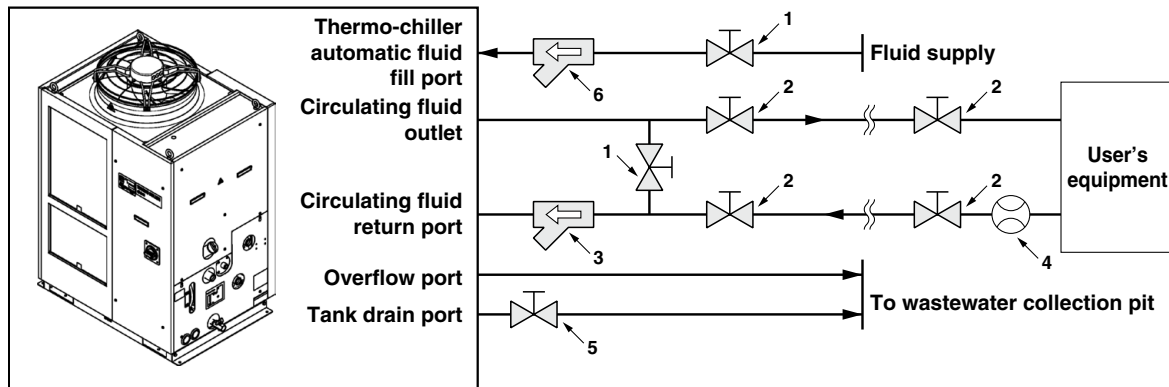 Thermo-chiller
automatic fluid
fill port
1
Fluid supply
6
Circulating fluid
outlet
2
2
1
User's
equipment
Circulating fluid
return port
2
2
3
4
Overflow port
To wastewater collection pit
Tank drain port
5